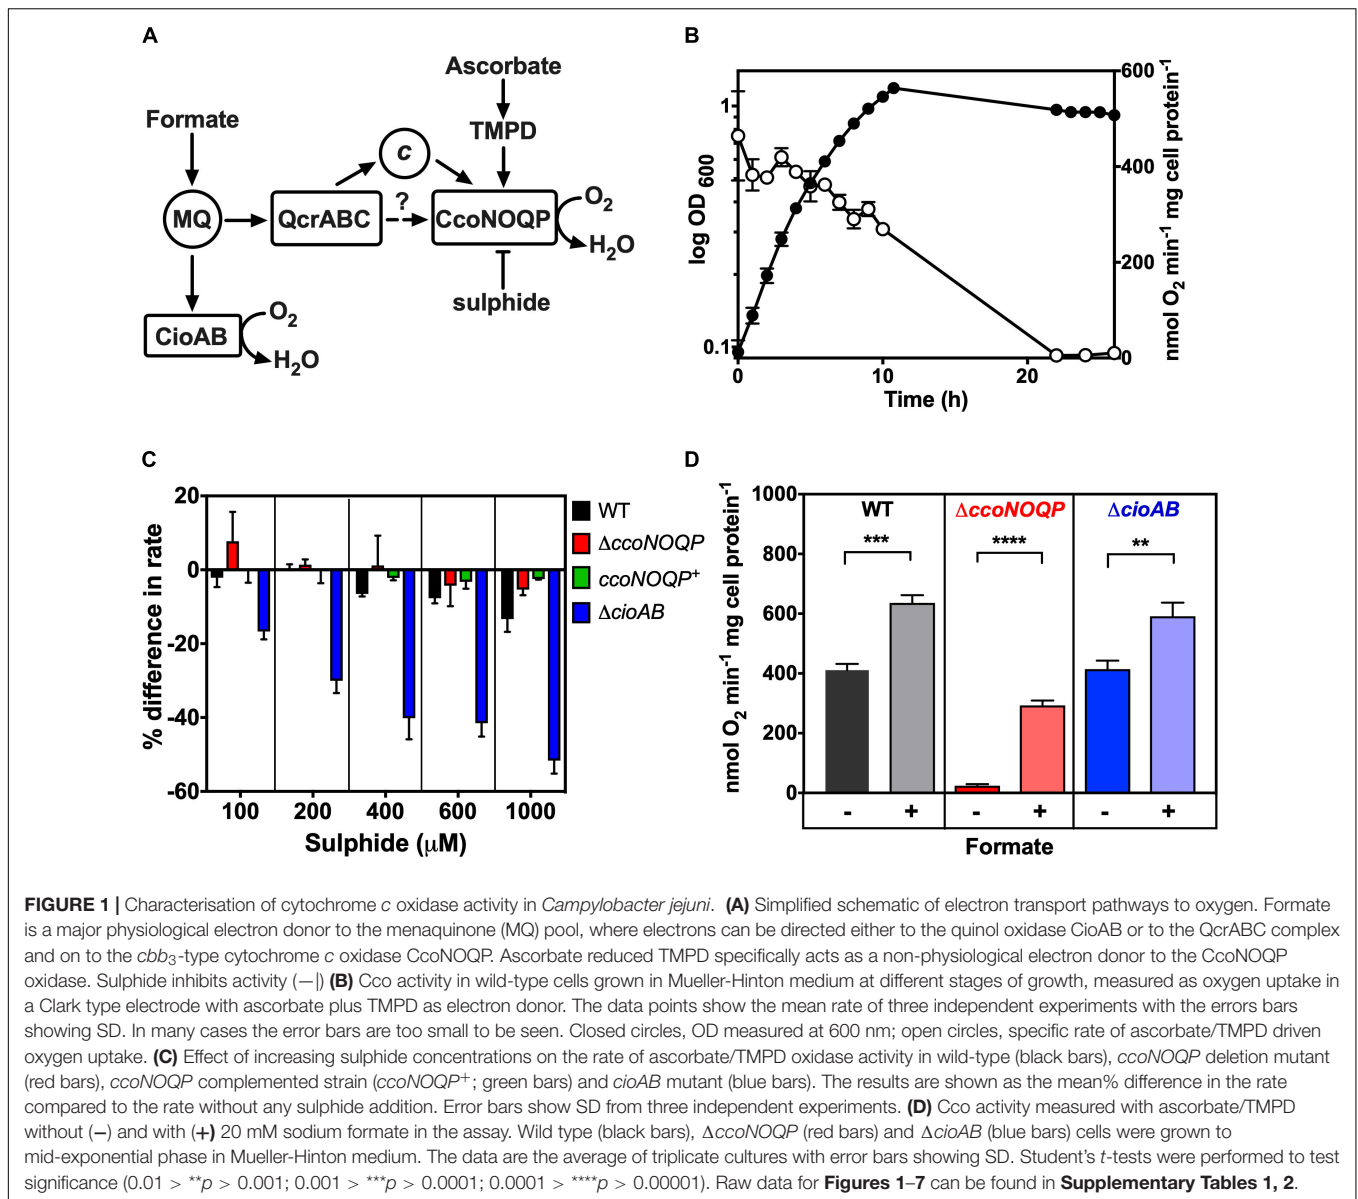 A
Ascorbate
Formate
TMPD
c
MQ
QcrABC
?
CcoNOQP
O2
H2O
sulphide
CioAB
O2
H2O
B
1
0.1
log OD 600
600
400
200
0
nmol O2 min-1 mg cell protein-1
0 10 20
Time (h)
C
20
0
-20
-40
-60
% difference in rate
100 200 400 600 1000
Sulphide (µM)
WT
ΔccoNOQP
ccoNOQP+
ΔcioAB
D
1000
800
600
400
200
0
nmol O2 min-1 mg cell protein-1
WT ΔccoNOQP ΔcioAB
*** **** **
- + - + - +
Formate
FIGURE 1 | Characterisation of cytochrome c oxidase activity in Campylobacter jejuni. (A) Simplified schematic of electron transport pathways to oxygen. Formate
is a major physiological electron donor to the menaquinone (MQ) pool, where electrons can be directed either to the quinol oxidase CioAB or to the QcrABC complex
and on to the cbb3-type cytochrome c oxidase CcoNOQP. Ascorbate reduced TMPD specifically acts as a non-physiological electron donor to the CcoNOQP
oxidase. Sulphide inhibits activity (—|) (B) Cco activity in wild-type cells grown in Mueller-Hinton medium at different stages of growth, measured as oxygen uptake in
a Clark type electrode with ascorbate plus TMPD as electron donor. The data points show the mean rate of three independent experiments with the errors bars
showing SD. In many cases the error bars are too small to be seen. Closed circles, OD measured at 600 nm; open circles, specific rate of ascorbate/TMPD driven
oxygen uptake. (C) Effect of increasing sulphide concentrations on the rate of ascorbate/TMPD oxidase activity in wild-type (black bars), ccoNOQP deletion mutant
(red bars), ccoNOQP complemented strain (ccoNOQP+; green bars) and cioAB mutant (blue bars). The results are shown as the mean% difference in the rate
compared to the rate without any sulphide addition. Error bars show SD from three independent experiments. (D) Cco activity measured with ascorbate/TMPD
without (−) and with (+) 20 mM sodium formate in the assay. Wild type (black bars), ΔccoNOQP (red bars) and ΔcioAB (blue bars) cells were grown to
mid-exponential phase in Mueller-Hinton medium. The data are the average of triplicate cultures with error bars showing SD. Student's t-tests were performed to test
significance (0.01 > **p > 0.001; 0.001 > ***p > 0.0001; 0.0001 > ****p > 0.00001). Raw data for Figures 1–7 can be found in Supplementary Tables 1, 2.